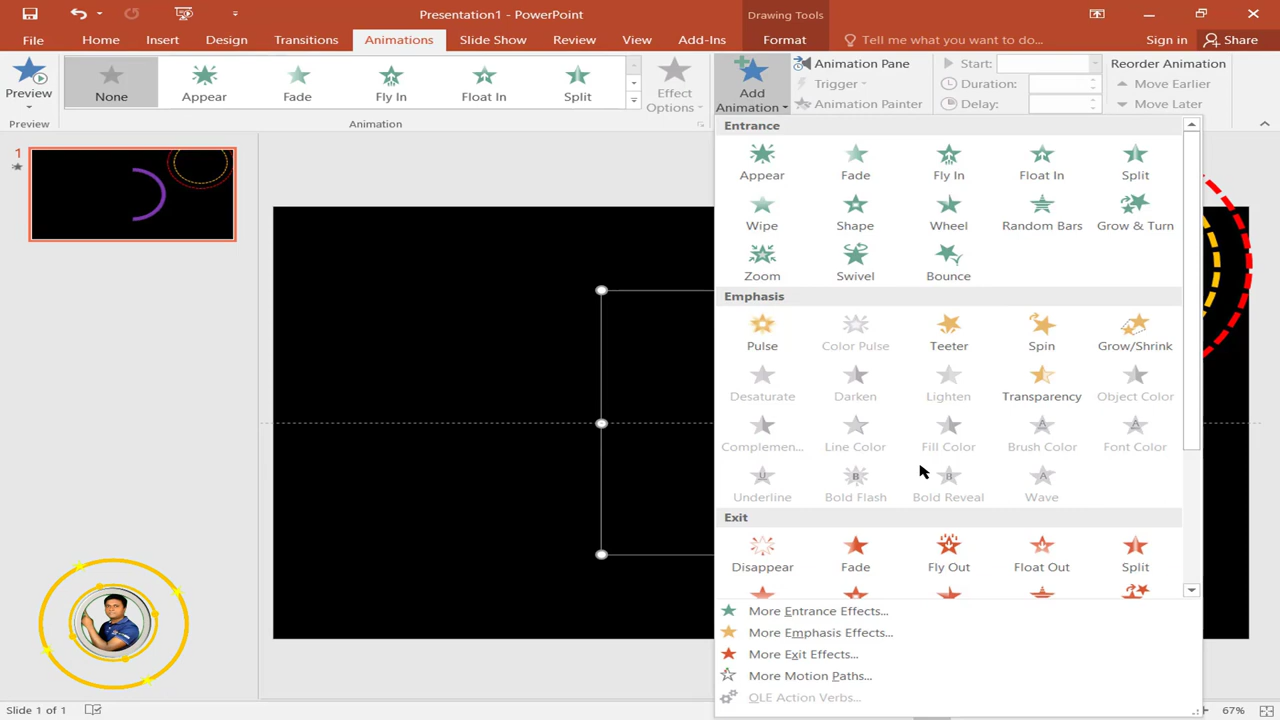 Presentation1 - PowerPoint
Drawing Tools
File
Home
Insert
Design
Transitions
Animations
Slide Show
Review
View
Add-Ins
Format
Tell me what you want to do...
Sign in
Share
Preview
None
Appear
Fade
Fly In
Float In
Split
Effect
Options
Add
Animation
Animation Pane
Trigger
Animation Painter
Start:
Duration:
Delay:
Reorder Animation
Move Earlier
Move Later
Preview
Animation
1
Entrance
Appear
Fade
Fly In
Float In
Split
Wipe
Shape
Wheel
Random Bars
Grow & Turn
Zoom
Swivel
Bounce
Emphasis
Pulse
Color Pulse
Teeter
Spin
Grow/Shrink
Desaturate
Darken
Lighten
Transparency
Object Color
Complemen...
Line Color
Fill Color
Brush Color
Font Color
Underline
Bold Flash
Bold Reveal
Wave
Exit
Disappear
Fade
Fly Out
Float Out
Split
More Entrance Effects...
More Emphasis Effects...
More Exit Effects...
More Motion Paths...
OLE Action Verbs...
Slide 1 of 1
67%